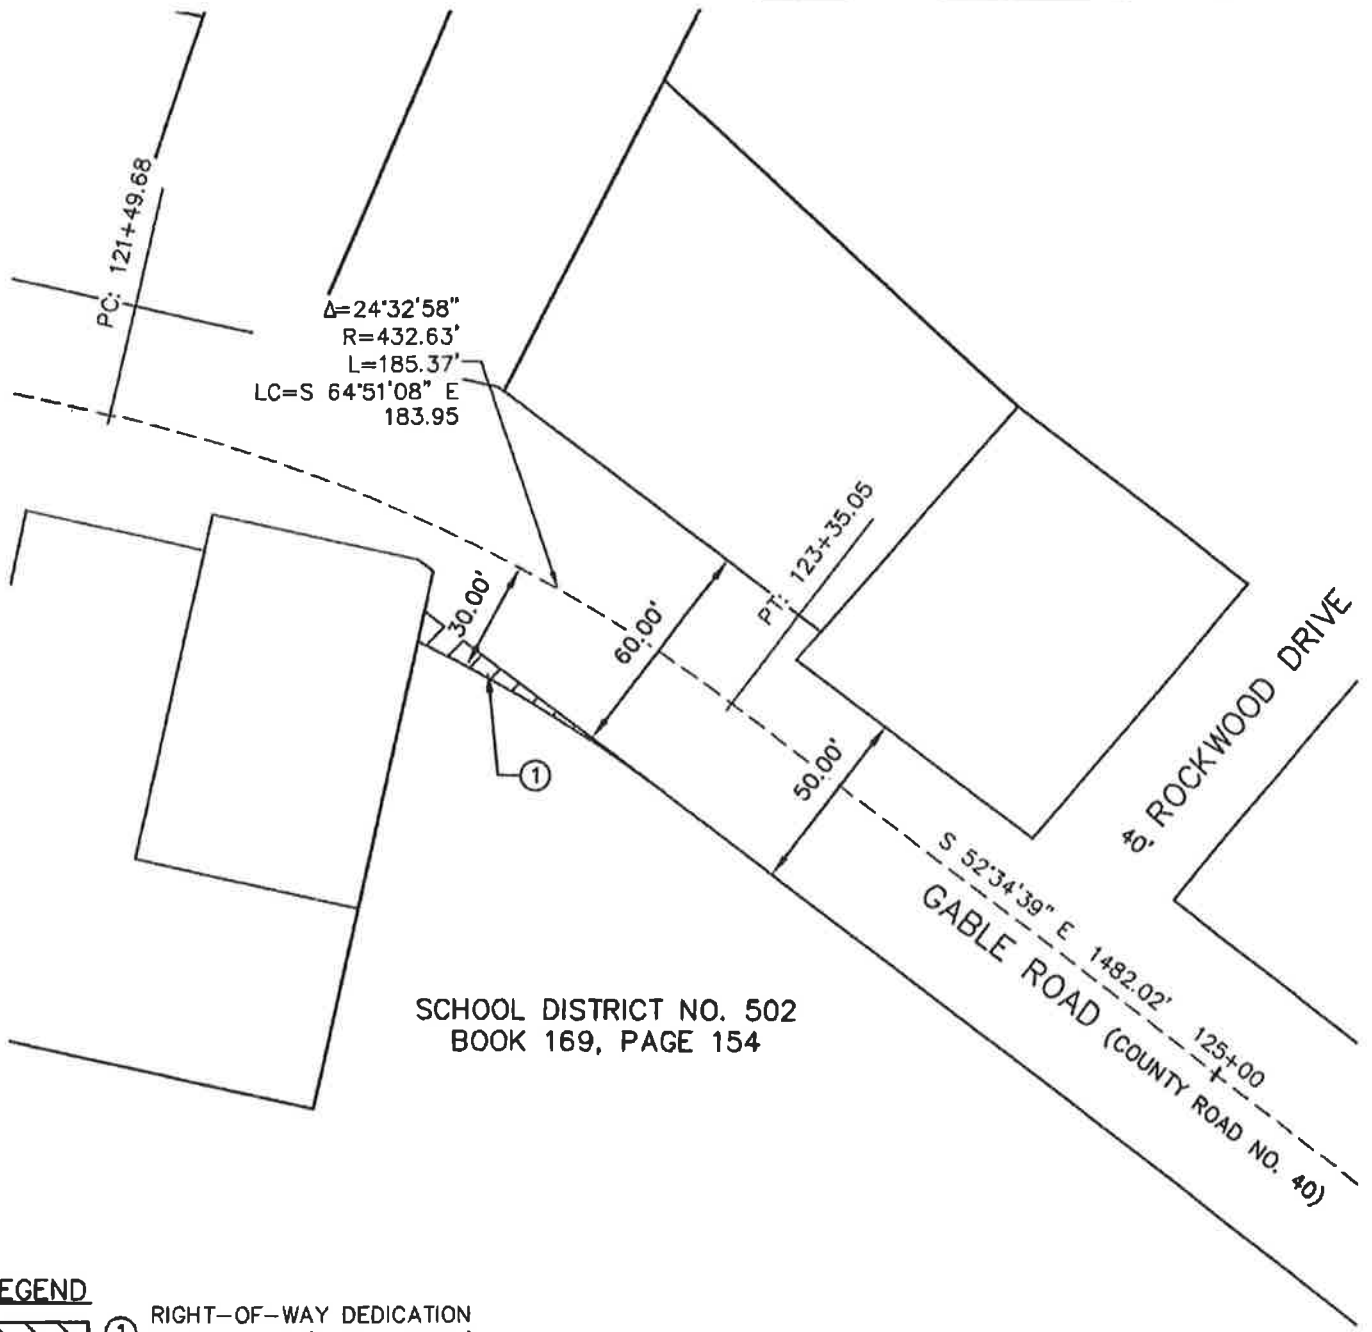 PC: 121+49.68
Δ=24°32'58"
R=432.63'
L=185.37'
LC=S 64°51'08" E
183.95
30.00'
60.00'
PT: 123+35.05
50.00'
1
40' ROCKWOOD DRIVE
S 52°34'39" E 1482.02'
125+00
GABLE ROAD (COUNTY ROAD NO. 40)
SCHOOL DISTRICT NO. 502
BOOK 169, PAGE 154
EGEND
1 RIGHT-OF-WAY DEDICATION